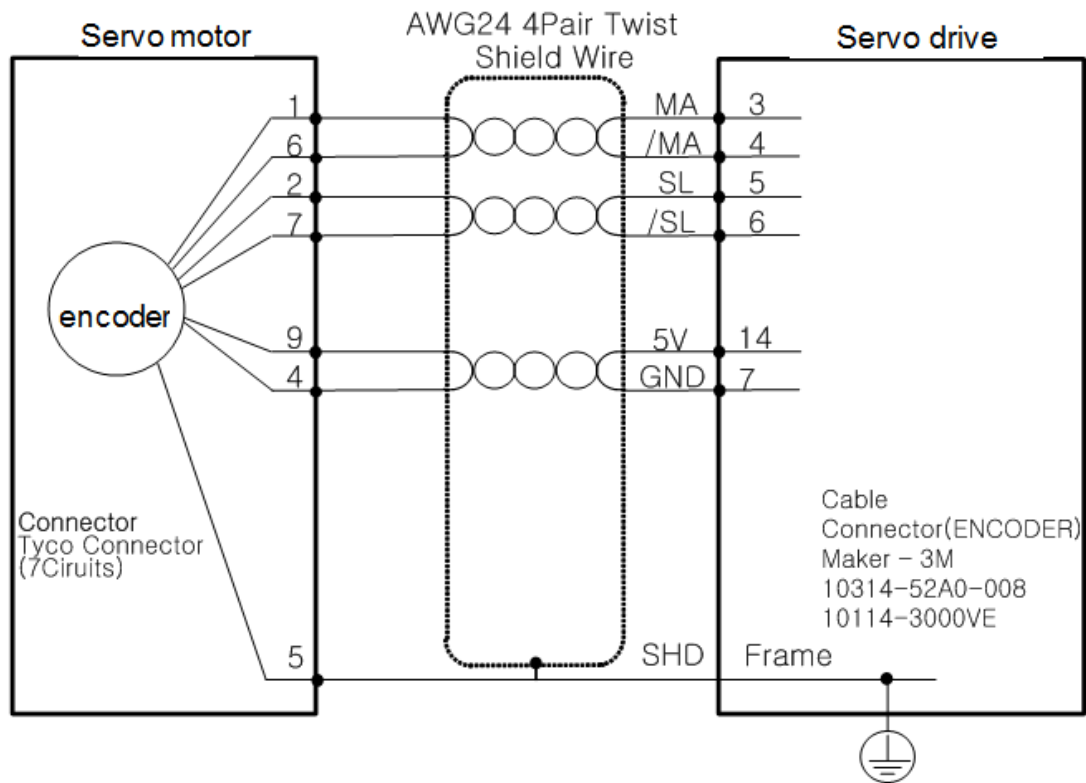 Servo motor
AWG24 4Pair Twist
Shield Wire
Servo drive
1
MA
3
6
/MA
4
2
SL
5
7
/SL
6
encoder
9
5V
14
4
GND
7
Connector
Tyco Connector
(7Ciruits)
Cable
Connector(ENCODER)
Maker - 3M
10314-52A0-008
10114-3000VE
5
SHD
Frame